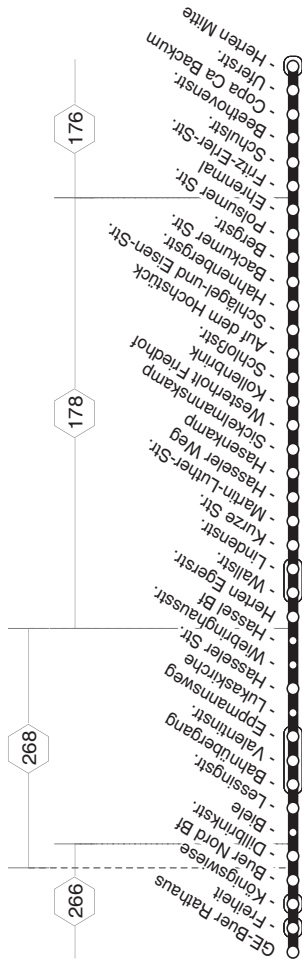 176
178
268
266
Herten Mitte
Uferstr.
Copa Ca Backum
Beethovenstr.
Schulstr.
Fritz-Erler-Str.
Ehrenmal
Polsumer Str.
Bergstr.
Backumer Str.
Hahnenbergstr.
Schlägel-und Eisen-Str.
Auf dem Hochstück
Schloßstr.
Kollenbrink
Westerholt Friedhof
Sickelmannskamp
Hasenkamp
Hasseler Weg
Martin-Luther-Str.
Kurze Str.
Lindenstr.
Wallstr.
Herten Egerstr.
Hassel Bf
Wiebringhausstr.
Hasseler Str.
Lukaskirche
Eppmannsweg
Valentinstr.
Bahnübergang
Lessingstr.
Biele
Dillbrinkstr.
Buer Nord Bf
Königswiese
Freiheit
GE-Buer Rathaus